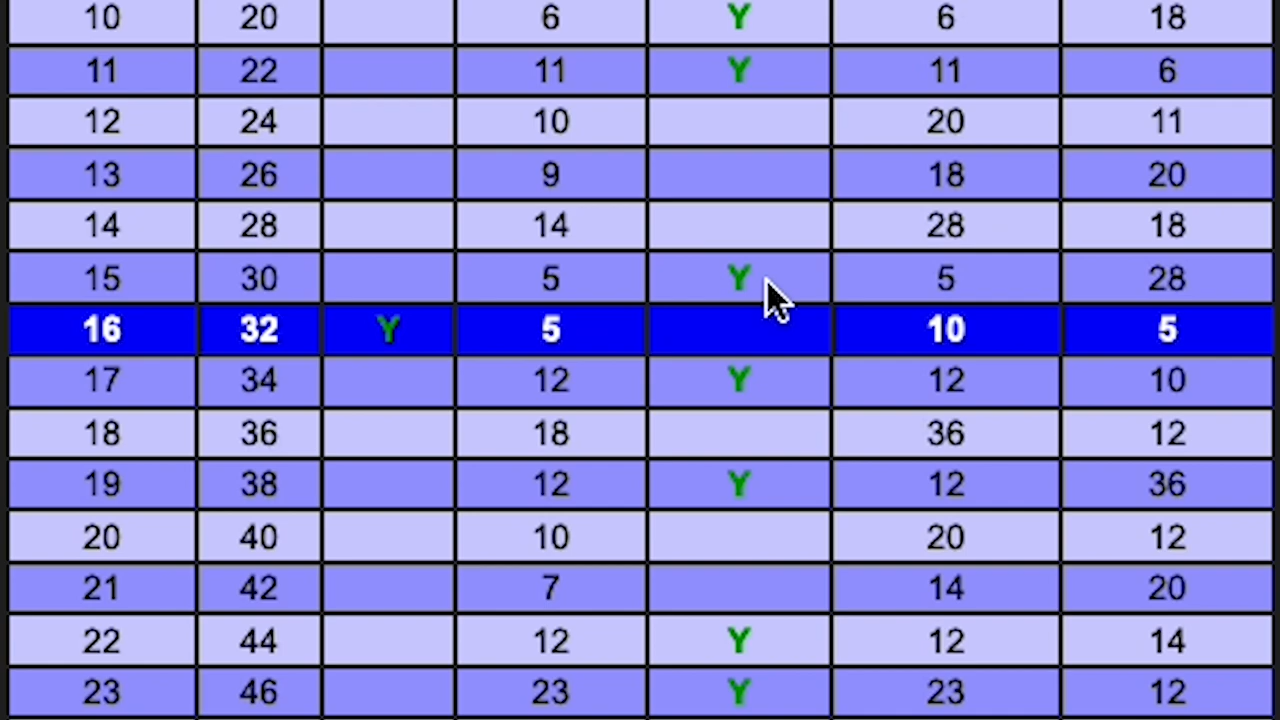 10 20 6 Y 6 18
11 22 11 Y 11 6
12 24 10 20 11
13 26 9 18 20
14 28 14 28 18
15 30 5 Y 5 28
16 32 Y 5 10 5
17 34 12 Y 12 10
18 36 18 36 12
19 38 12 Y 12 36
20 40 10 20 12
21 42 7 14 20
22 44 12 Y 12 14
23 46 23 Y 23 12